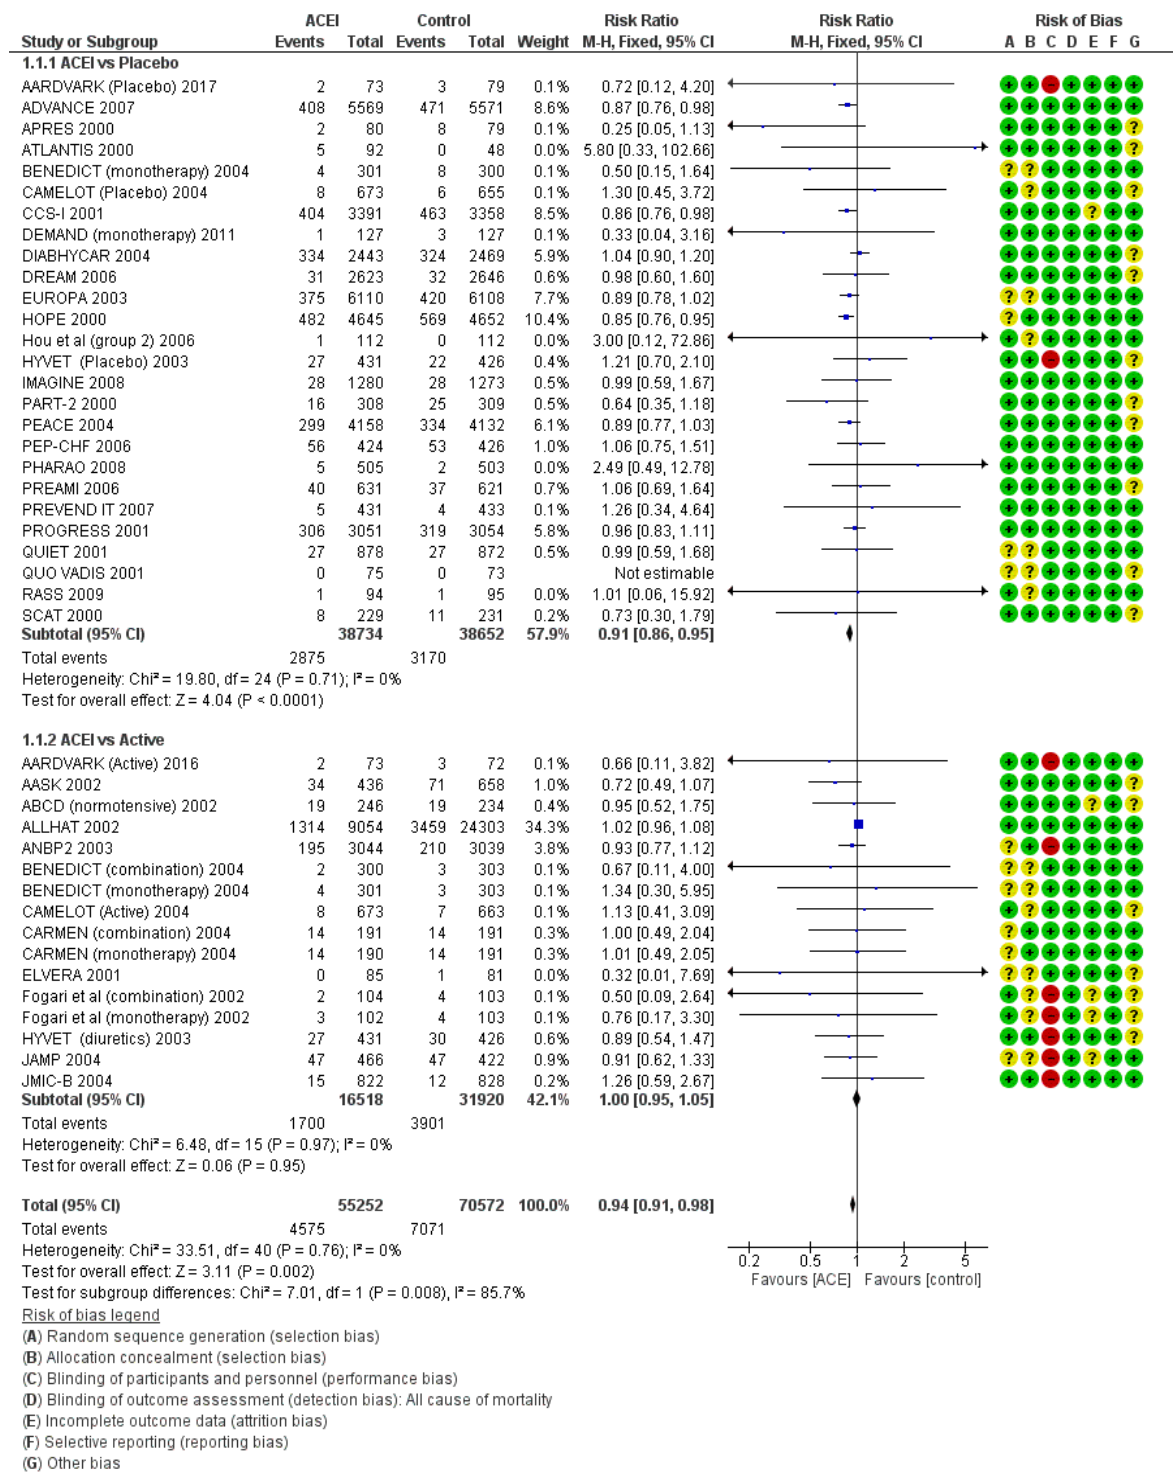 ACEI Control Risk Ratio Risk Ratio Risk of Bias
Study or Subgroup Events Total Events Total Weight M-H, Fixed, 95% CI M-H, Fixed, 95% CI A B C D E F G
1.1.1 ACEI vs Placebo
AARDVARK (Placebo) 2017 2 73 3 79 0.1% 0.72 [0.12, 4.20] + + - + + + +
ADVANCE 2007 408 5569 471 5571 8.6% 0.87 [0.76, 0.98] + + + + + + +
APRES 2000 2 80 8 79 0.1% 0.25 [0.05, 1.13] + + + + + + ?
ATLANTIS 2000 5 92 0 48 0.0% 5.80 [0.33, 102.66] + + + + + + ?
BENEDICT (monotherapy) 2004 4 301 8 300 0.1% 0.50 [0.15, 1.64] ? ? + + + + +
CAMELOT (Placebo) 2004 8 673 6 655 0.1% 1.30 [0.45, 3.72] + ? + + + + ?
CCS-I 2001 404 3391 463 3358 8.5% 0.86 [0.76, 0.98] + + + + ? + +
DEMAND (monotherapy) 2011 1 127 3 127 0.1% 0.33 [0.04, 3.16] + + + + + + +
DIABHYCAR 2004 334 2443 324 2469 5.9% 1.04 [0.90, 1.20] + + + + + + ?
DREAM 2006 31 2623 32 2646 0.6% 0.98 [0.60, 1.60] + + + + + + ?
EUROPA 2003 375 6110 420 6108 7.7% 0.89 [0.78, 1.02] ? ? + + + + +
HOPE 2000 482 4645 569 4652 10.4% 0.85 [0.76, 0.95] ? + + + + + +
Hou et al (group 2) 2006 1 112 0 112 0.0% 3.00 [0.12, 72.86] + ? + + + + +
HYVET (Placebo) 2003 27 431 22 426 0.4% 1.21 [0.70, 2.10] + + - + + + ?
IMAGINE 2008 28 1280 28 1273 0.5% 0.99 [0.59, 1.67] + + + + + + +
PART-2 2000 16 308 25 309 0.5% 0.64 [0.35, 1.18] + + + + + + ?
PEACE 2004 299 4158 334 4132 6.1% 0.89 [0.77, 1.03] + + + + + + ?
PEP-CHF 2006 56 424 53 426 1.0% 1.06 [0.75, 1.51] + + + + + + +
PHARAO 2008 5 505 2 503 0.0% 2.49 [0.49, 12.78] + + + + + + +
PREAMI 2006 40 631 37 621 0.7% 1.06 [0.69, 1.64] + + + + + + ?
PREVEND IT 2007 5 431 4 433 0.1% 1.26 [0.34, 4.64] + + + + + + +
PROGRESS 2001 306 3051 319 3054 5.8% 0.96 [0.83, 1.11] + + + + + + +
QUIET 2001 27 878 27 872 0.5% 0.99 [0.59, 1.68] ? ? + + + + +
QUO VADIS 2001 0 75 0 73 Not estimable ? ? + + + + ?
RASS 2009 1 94 1 95 0.0% 1.01 [0.06, 15.92] + ? + + + + +
SCAT 2000 8 229 11 231 0.2% 0.73 [0.30, 1.79] + + + + + + ?
Subtotal (95% CI) 38734 38652 57.9% 0.91 [0.86, 0.95]
Total events 2875 3170
Heterogeneity: Chi² = 19.80, df = 24 (P = 0.71); I² = 0%
Test for overall effect: Z = 4.04 (P < 0.0001)
1.1.2 ACEI vs Active
AARDVARK (Active) 2016 2 73 3 72 0.1% 0.66 [0.11, 3.82] + + - + + + +
AASK 2002 34 436 71 658 1.0% 0.72 [0.49, 1.07] + + + + + + ?
ABCD (normotensive) 2002 19 246 19 234 0.4% 0.95 [0.52, 1.75] + + + + ? + ?
ALLHAT 2002 1314 9054 3459 24303 34.3% 1.02 [0.96, 1.08] + + + + + + +
ANBP2 2003 195 3044 210 3039 3.8% 0.93 [0.77, 1.12] ? + - + + + +
BENEDICT (combination) 2004 2 300 3 303 0.1% 0.67 [0.11, 4.00] ? ? + + + + +
BENEDICT (monotherapy) 2004 4 301 3 303 0.1% 1.34 [0.30, 5.95] ? ? + + + + +
CAMELOT (Active) 2004 8 673 7 663 0.1% 1.13 [0.41, 3.09] + ? + + + + ?
CARMEN (combination) 2004 14 191 14 191 0.3% 1.00 [0.49, 2.04] ? + + + + + +
CARMEN (monotherapy) 2004 14 190 14 191 0.3% 1.01 [0.49, 2.05] ? + + + + + +
ELVERA 2001 0 85 1 81 0.0% 0.32 [0.01, 7.69] ? ? + + + + ?
Fogari et al (combination) 2002 2 104 4 103 0.1% 0.50 [0.09, 2.64] + ? - + ? + ?
Fogari et al (monotherapy) 2002 3 102 4 103 0.1% 0.76 [0.17, 3.30] + ? - + ? + ?
HYVET (diuretics) 2003 27 431 30 426 0.6% 0.89 [0.54, 1.47] + + - + + + ?
JAMP 2004 47 466 47 422 0.9% 0.91 [0.62, 1.33] ? ? - + ? + +
JMIC-B 2004 15 822 12 828 0.2% 1.26 [0.59, 2.67] + + - + + + +
Subtotal (95% CI) 16518 31920 42.1% 1.00 [0.95, 1.05]
Total events 1700 3901
Heterogeneity: Chi² = 6.48, df = 15 (P = 0.97); I² = 0%
Test for overall effect: Z = 0.06 (P = 0.95)
Total (95% CI) 55252 70572 100.0% 0.94 [0.91, 0.98]
Total events 4575 7071
Heterogeneity: Chi² = 33.51, df = 40 (P = 0.76); I² = 0%
Test for overall effect: Z = 3.11 (P = 0.002)
Test for subgroup differences: Chi² = 7.01, df = 1 (P = 0.008), I² = 85.7%
0.2 0.5 1 2 5
Favours [ACE] Favours [control]
Risk of bias legend
(A) Random sequence generation (selection bias)
(B) Allocation concealment (selection bias)
(C) Blinding of participants and personnel (performance bias)
(D) Blinding of outcome assessment (detection bias): All cause of mortality
(E) Incomplete outcome data (attrition bias)
(F) Selective reporting (reporting bias)
(G) Other bias